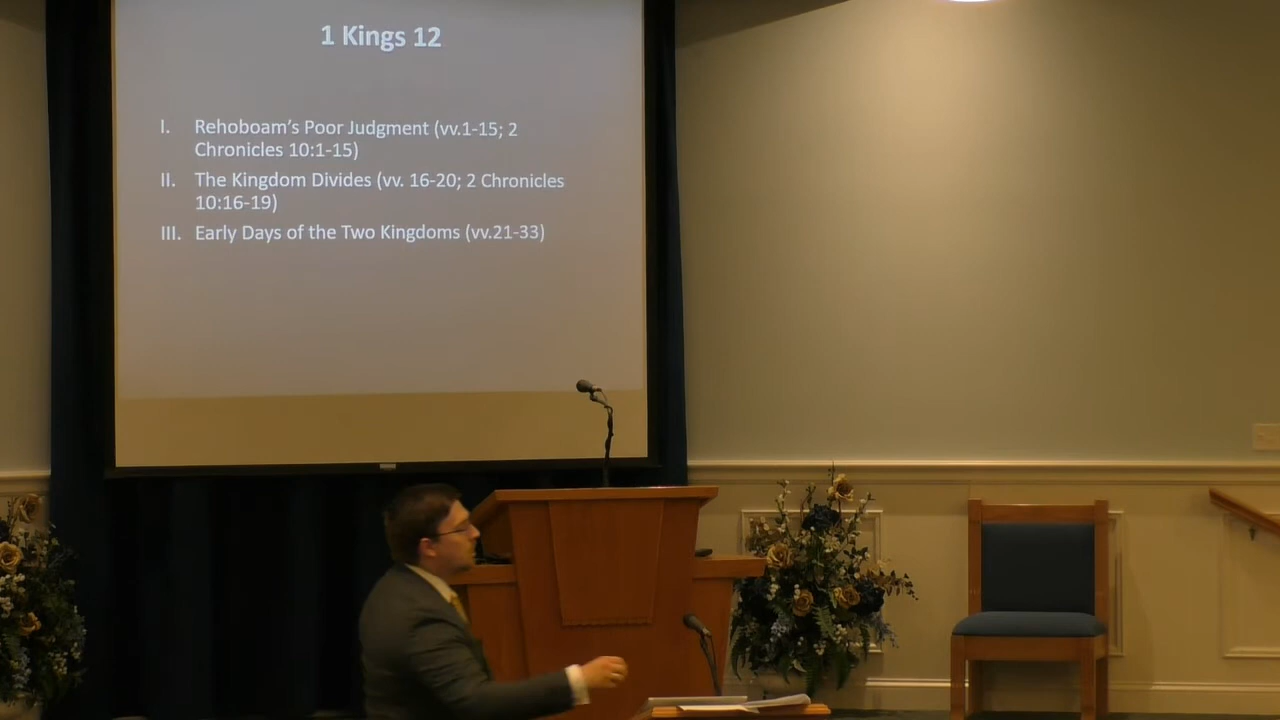 1 Kings 12
I. Rehoboam's Poor Judgment (vv.1-15; 2
Chronicles 10:1-15)
II. The Kingdom Divides (vv. 16-20; 2 Chronicles
10:16-19)
III. Early Days of the Two Kingdoms (vv.21-33)